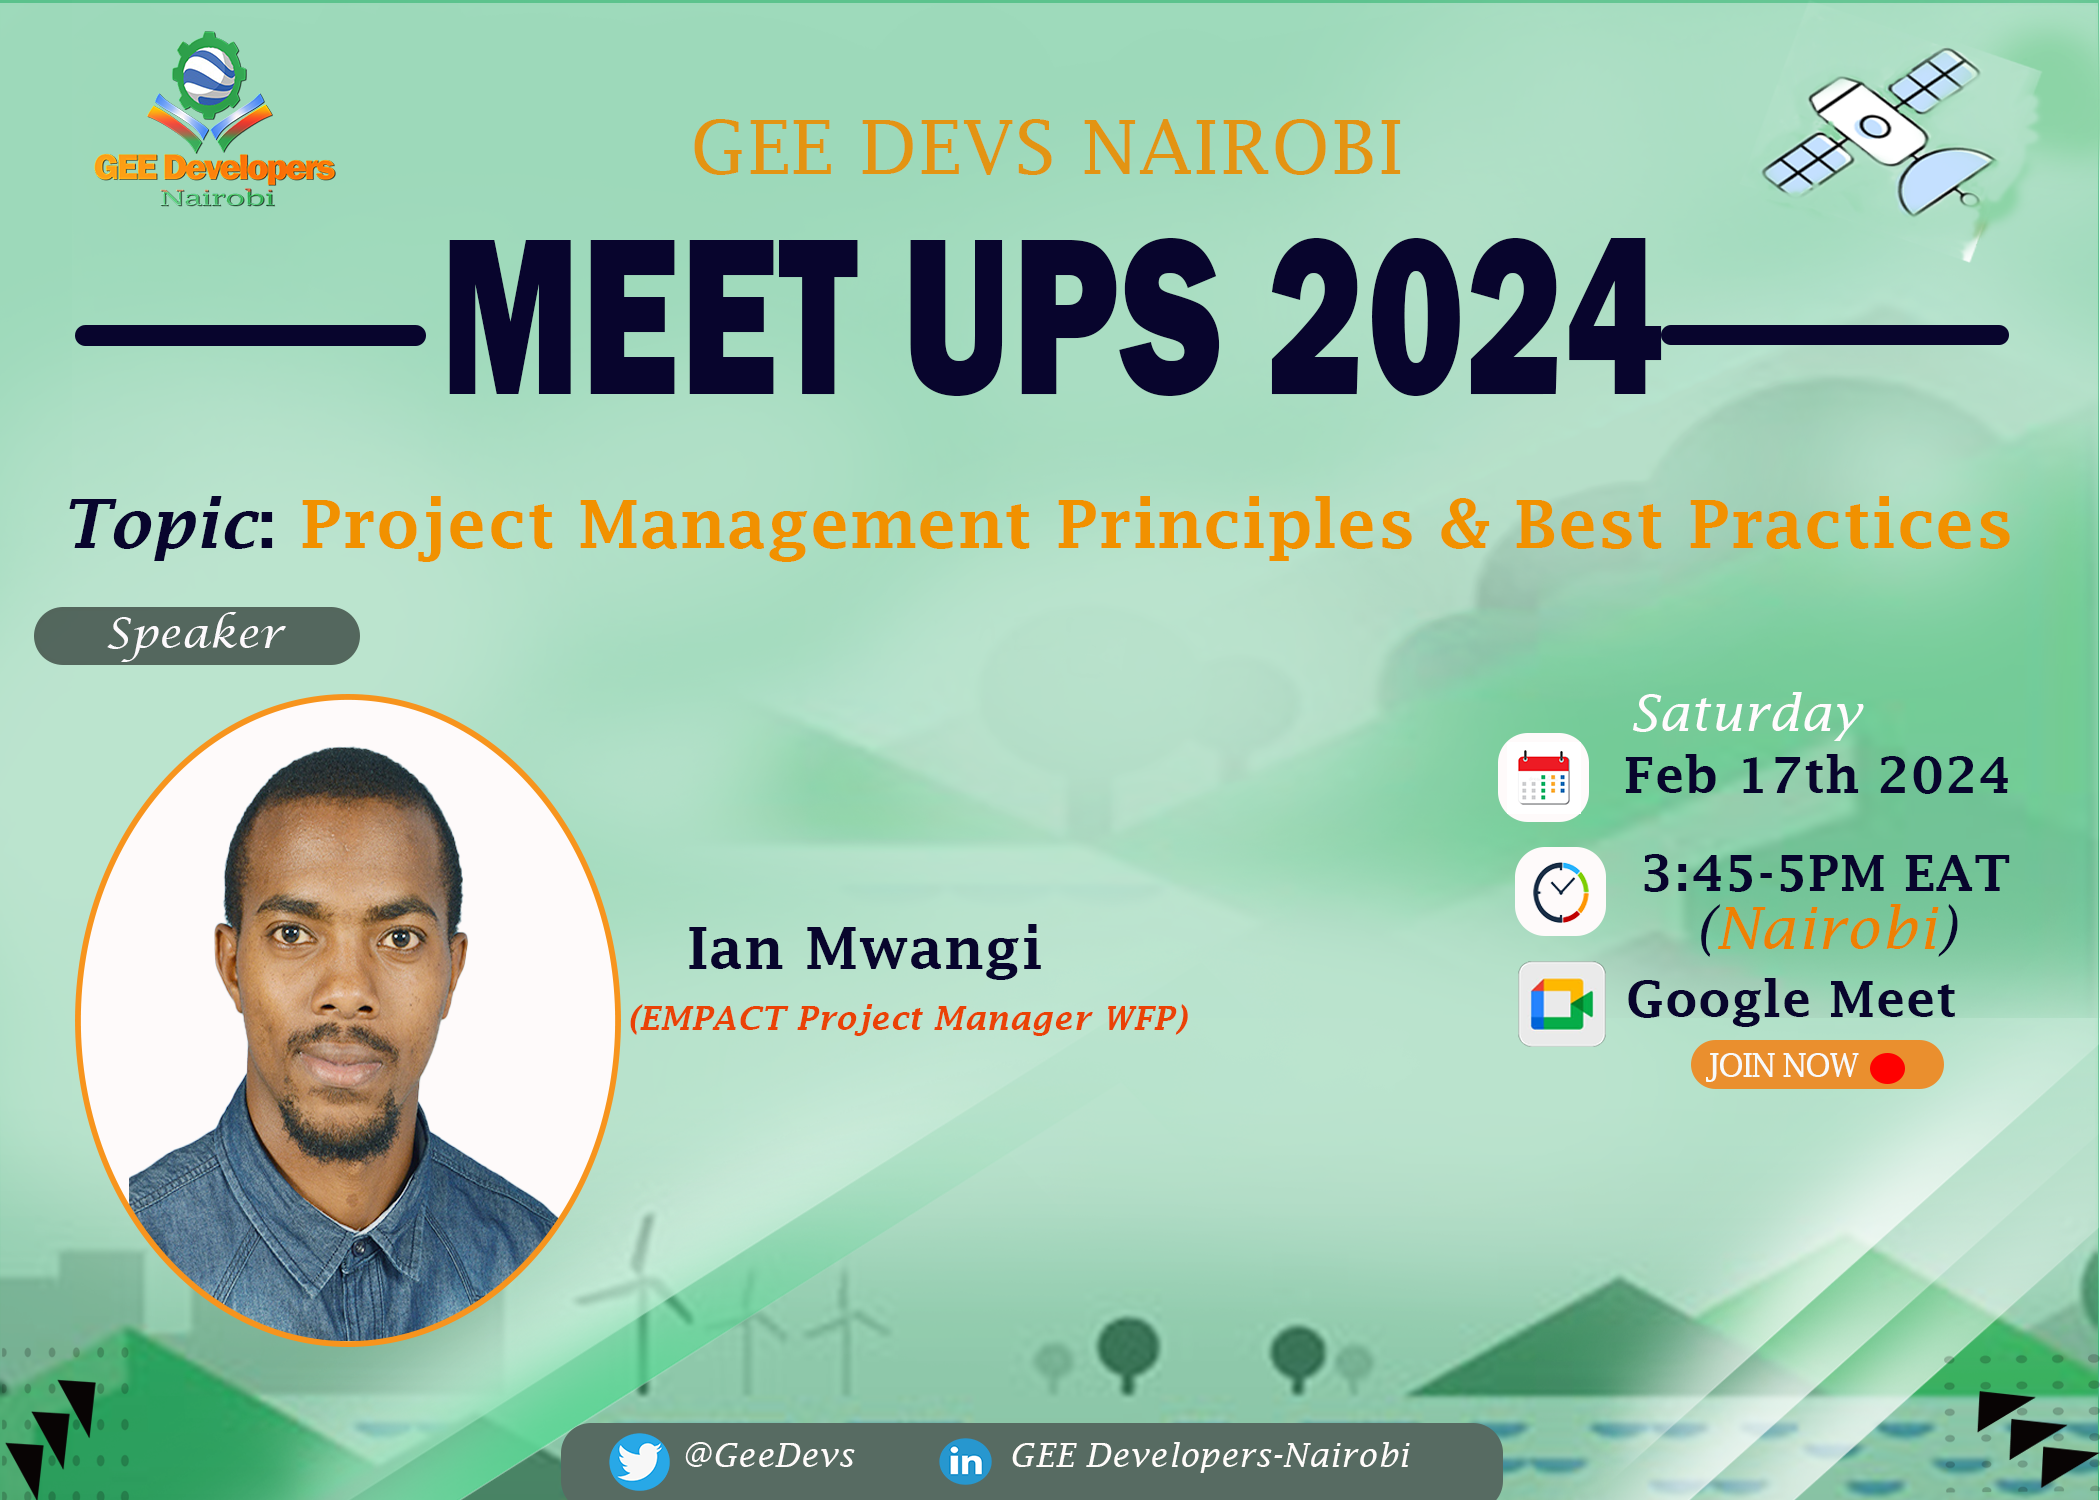 GEE Developers
Nairobi
GEE DEVS NAIROBI
MEET UPS 2024
Topic: Project Management Principles & Best Practices
Speaker
Ian Mwangi
(EMPACT Project Manager WFP)
Saturday
Feb 17th 2024
3:45-5PM EAT
(Nairobi)
Google Meet
JOIN NOW
@GeeDevs
in GEE Developers-Nairobi